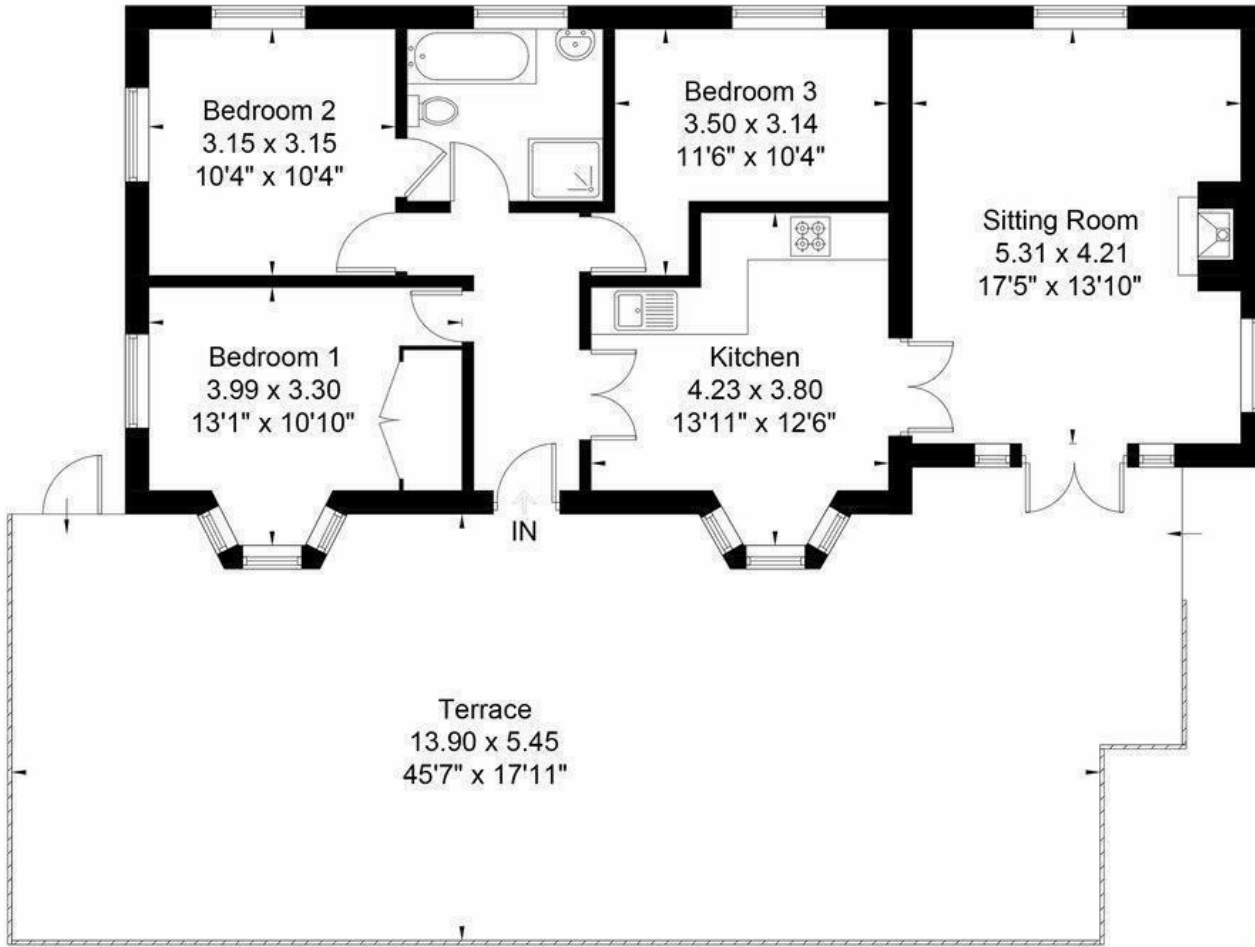 Bedroom 2
3.15 x 3.15
10'4" x 10'4"
Bedroom 3
3.50 x 3.14
11'6" x 10'4"
Sitting Room
5.31 x 4.21
17'5" x 13'10"
Bedroom 1
3.99 x 3.30
13'1" x 10'10"
Kitchen
4.23 x 3.80
13'11" x 12'6"
IN
Terrace
13.90 x 5.45
45'7" x 17'11"